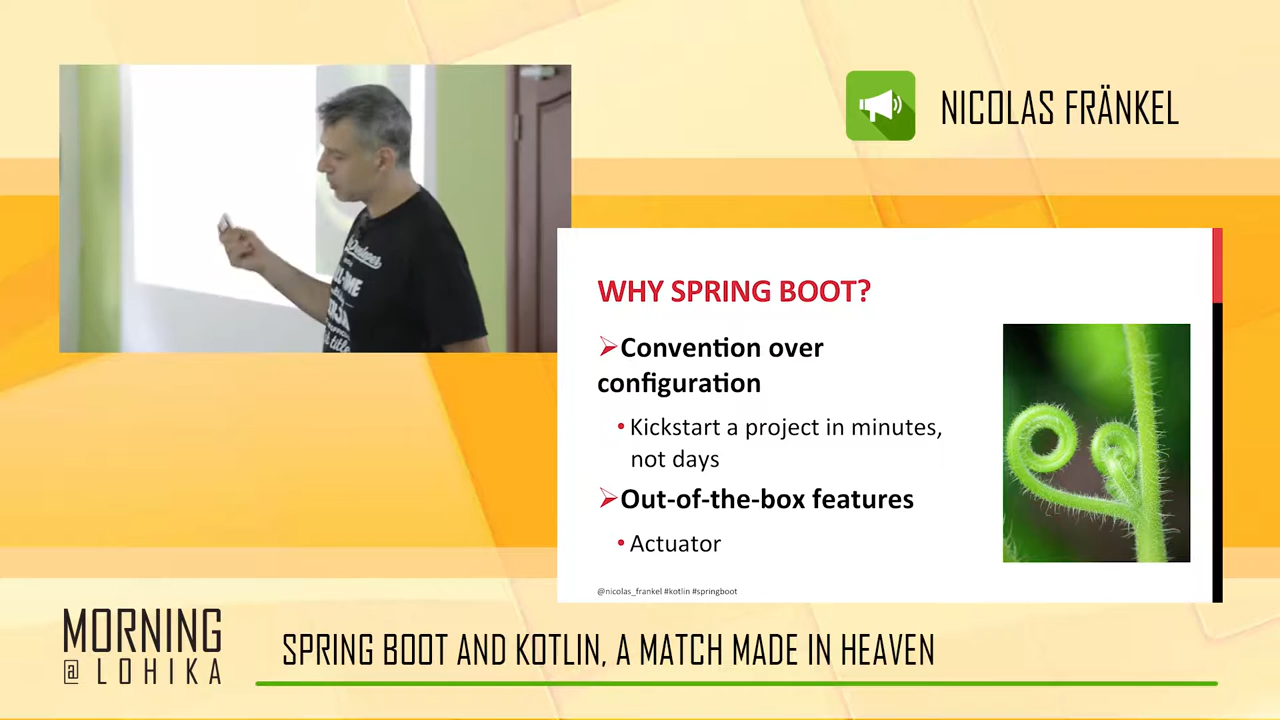 NICOLAS FRÄNKEL
Developer
WHY SPRING BOOT?
➢Convention over
configuration
• Kickstart a project in minutes,
not days
➢Out-of-the-box features
• Actuator
@nicolas_frankel #kotlin #springboot
MORNING
@ LOHIKA
SPRING BOOT AND KOTLIN, A MATCH MADE IN HEAVEN